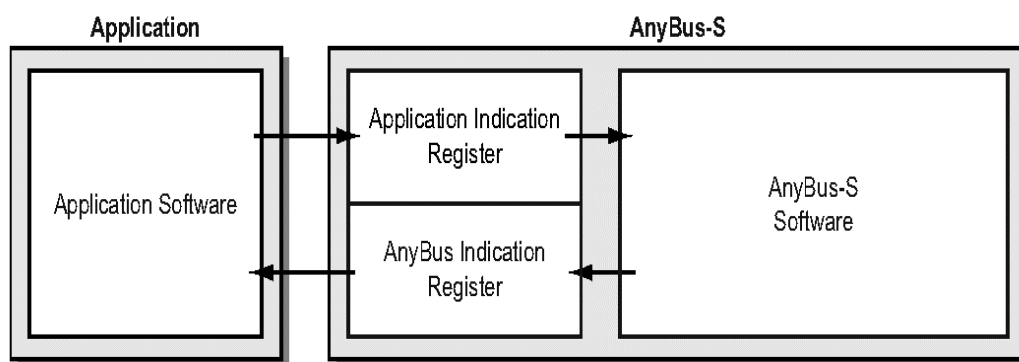 Application
AnyBus-S
Application Software
Application Indication
Register
AnyBus Indication
Register
AnyBus-S
Software